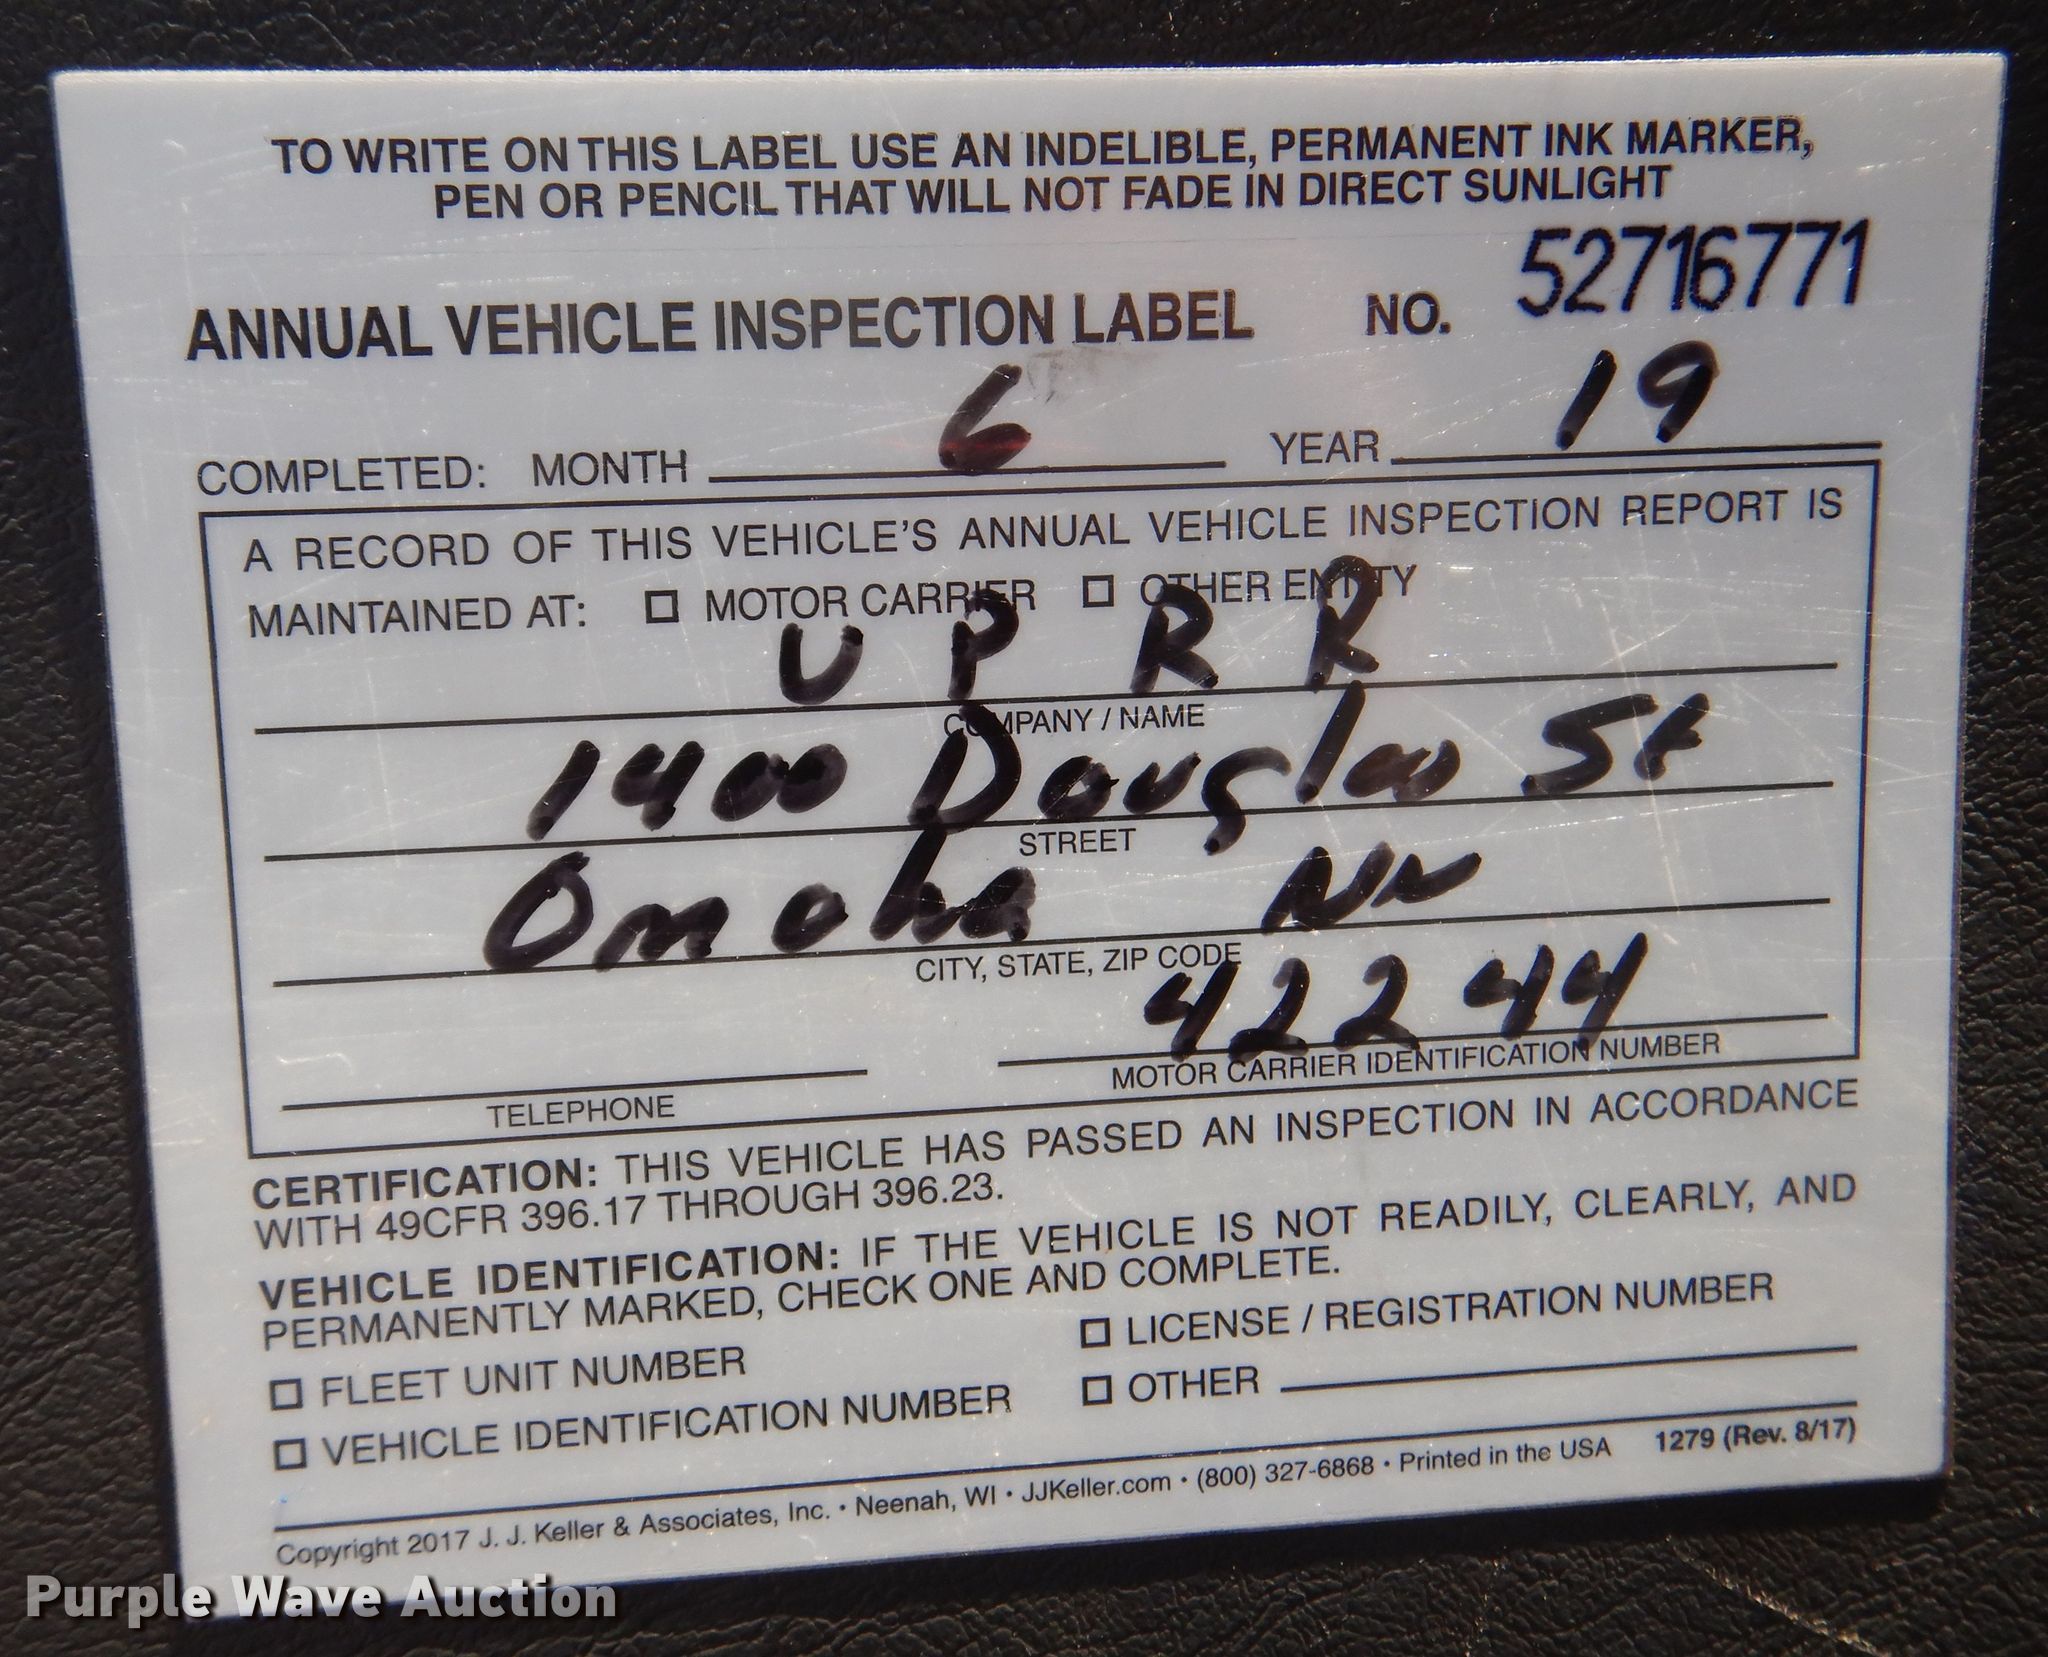 TO WRITE ON THIS LABEL USE AN INDELIBLE, PERMANENT INK MARKER,
PEN OR PENCIL THAT WILL NOT FADE IN DIRECT SUNLIGHT
ANNUAL VEHICLE INSPECTION LABEL NO. 52716771
COMPLETED: MONTH 6 YEAR 19
A RECORD OF THIS VEHICLE'S ANNUAL VEHICLE INSPECTION REPORT IS
MAINTAINED AT: ☐ MOTOR CARRIER ☐ OTHER ENTITY
U P R R
COMPANY / NAME
1400 Douglas St
STREET
Omaha
CITY, STATE, ZIP CODE
42244
TELEPHONE MOTOR CARRIER IDENTIFICATION NUMBER
CERTIFICATION: THIS VEHICLE HAS PASSED AN INSPECTION IN ACCORDANCE
WITH 49CFR 396.17 THROUGH 396.23.
VEHICLE IDENTIFICATION: IF THE VEHICLE IS NOT READILY, CLEARLY, AND
PERMANENTLY MARKED, CHECK ONE AND COMPLETE.
☐ FLEET UNIT NUMBER ☐ LICENSE / REGISTRATION NUMBER
☐ VEHICLE IDENTIFICATION NUMBER ☐ OTHER
Copyright 2017 J. J. Keller & Associates, Inc. • Neenah, WI • JJKeller.com • (800) 327-6868 • Printed in the USA 1279 (Rev. 8/17)
Purple Wave Auction